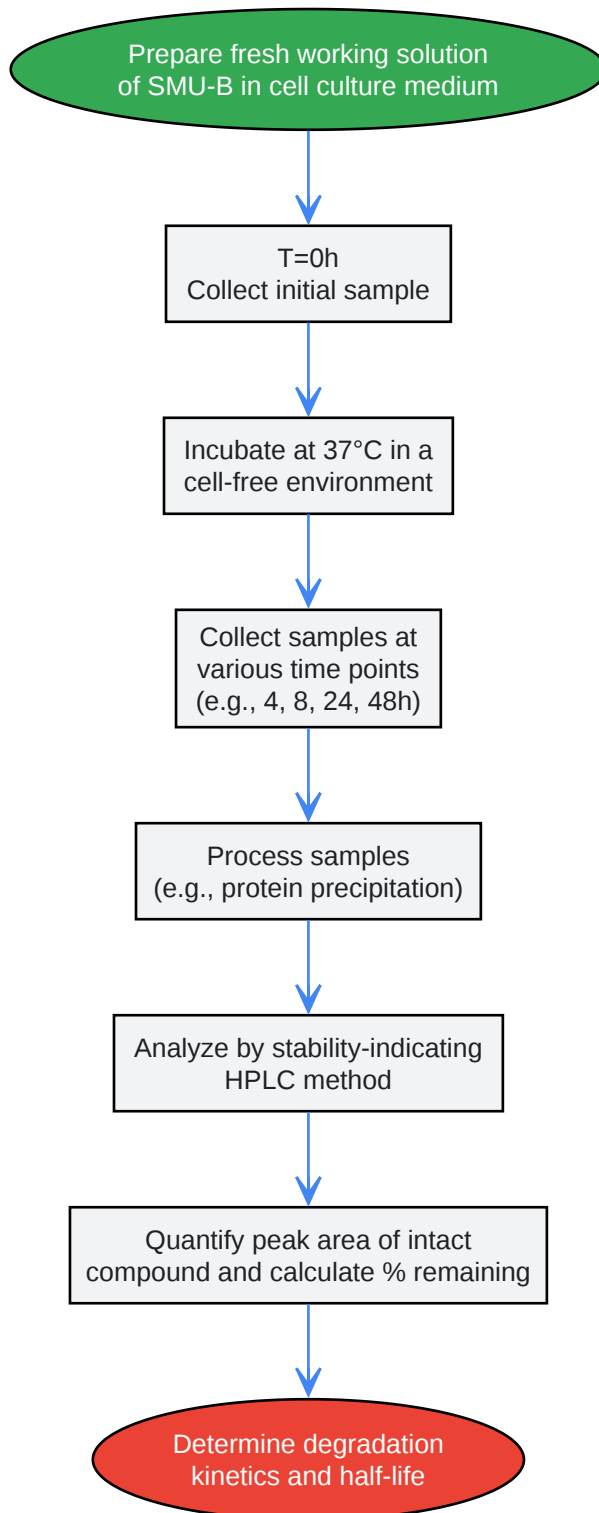 Prepare fresh working solution
of SMU-B in cell culture medium
T=0h
Collect initial sample
Incubate at 37°C in a
cell-free environment
Collect samples at
various time points
(e.g., 4, 8, 24, 48h)
Process samples
(e.g., protein precipitation)
Analyze by stability-indicating
HPLC method
Quantify peak area of intact
compound and calculate % remaining
Determine degradation
kinetics and half-life